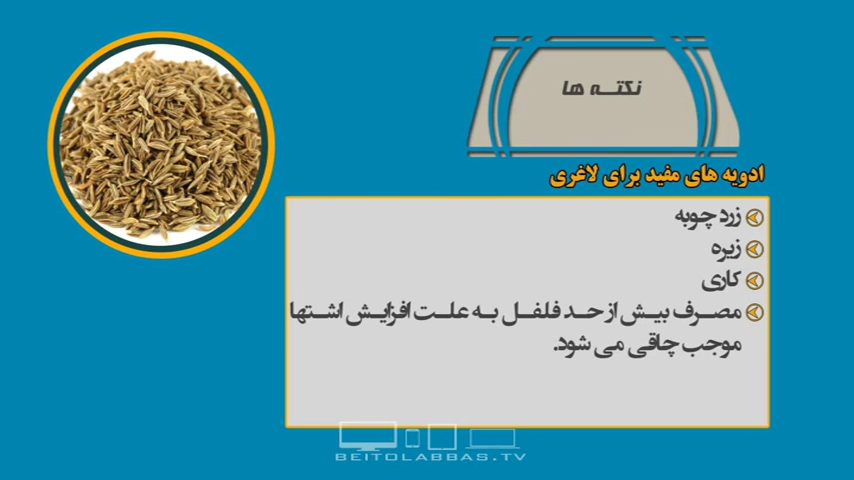 نکته ها
ادویه های مفید برای لاغری
زردچوبه
زیره
کاری
مصرف بیش از حد فلفل به علت افزایش اشتها
موجب چاقی می شود.
BEITOLABBAS.TV